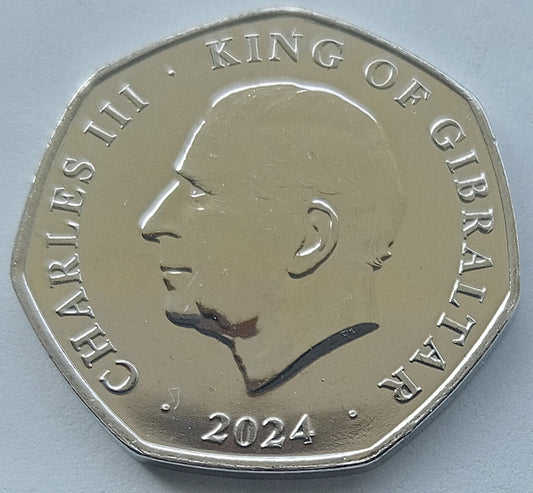 CHARLES III · KING OF GIBRALTAR
· 2024 ·